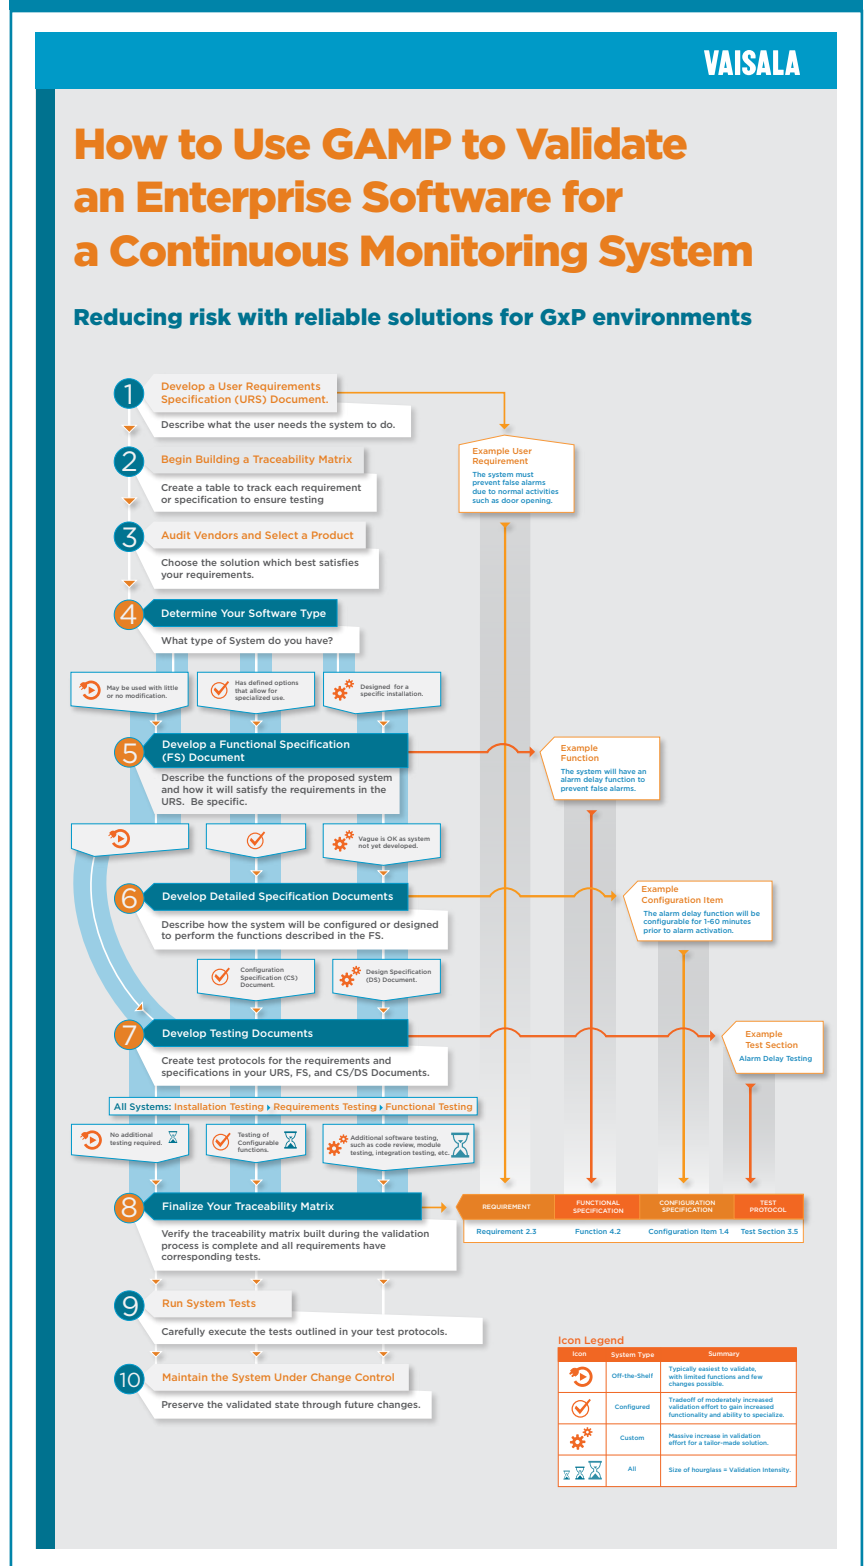 VAISALA
How to Use GAMP to Validate
an Enterprise Software for
a Continuous Monitoring System
Reducing risk with reliable solutions for GxP environments
1
Develop a User Requirements
Specification (URS) Document.
Describe what the user needs the system to do.
Example User
Requirement
The system must
prevent false alarms
due to normal activities
such as door opening.
2
Begin Building a Traceability Matrix
Create a table to track each requirement
or specification to ensure testing
3
Audit Vendors and Select a Product
Choose the solution which best satisfies
your requirements.
4
Determine Your Software Type
What type of System do you have?
May be used with little
or no modification.
Has defined options
that allow for
specialized use.
Designed for a
specific installation.
5
Develop a Functional Specification
(FS) Document
Describe the functions of the proposed system
and how it will satisfy the requirements in the
URS. Be specific.
Example
Function
The system will have an
alarm delay function to
prevent false alarms.
Vague is OK as system
not yet developed.
6
Develop Detailed Specification Documents
Describe how the system will be configured or designed
to perform the functions described in the FS.
Example
Configuration Item
The alarm delay function will be
configurable for 1-60 minutes
prior to alarm activation.
Configuration
Specification (CS)
Document.
Design Specification
(DS) Document.
7
Develop Testing Documents
Create test protocols for the requirements and
specifications in your URS, FS, and CS/DS Documents.
Example
Test Section
Alarm Delay Testing
All Systems: Installation Testing Requirements Testing Functional Testing
No additional
testing required.
Testing of
Configurable
functions.
Additional software testing,
such as code review, module
testing, integration testing, etc.
8
Finalize Your Traceability Matrix
Verify the traceability matrix built during the validation
process is complete and all requirements have
corresponding tests.
REQUIREMENT
FUNCTIONAL
SPECIFICATION
CONFIGURATION
SPECIFICATION
TEST
PROTOCOL
Requirement 2.3 Function 4.2 Configuration Item 1.4 Test Section 3.5
9
Run System Tests
Carefully execute the tests outlined in your test protocols.
10
Maintain the System Under Change Control
Preserve the validated state through future changes.
Icon Legend
Icon System Type Summary
Off-the-Shelf
Typically easiest to validate,
with limited functions and few
changes possible.
Configured
Tradeoff of moderately increased
validation effort to gain increased
functionality and ability to specialize.
Custom
Massive increase in validation
effort for a tailor-made solution.
All
Size of hourglass = Validation Intensity.